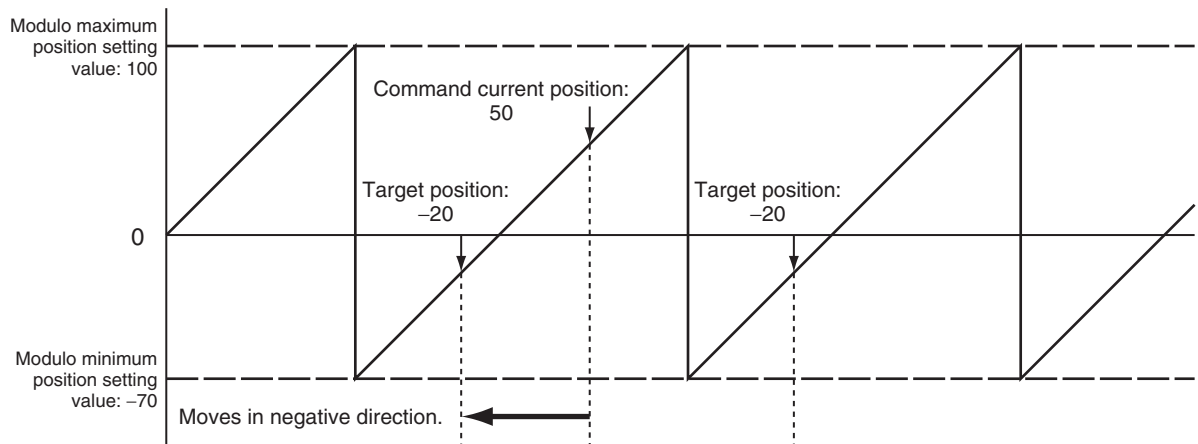 Modulo maximum
position setting
value: 100
Command current position:
50
Target position:
−20
Target position:
−20
0
Modulo minimum
position setting
value: −70
Moves in negative direction.